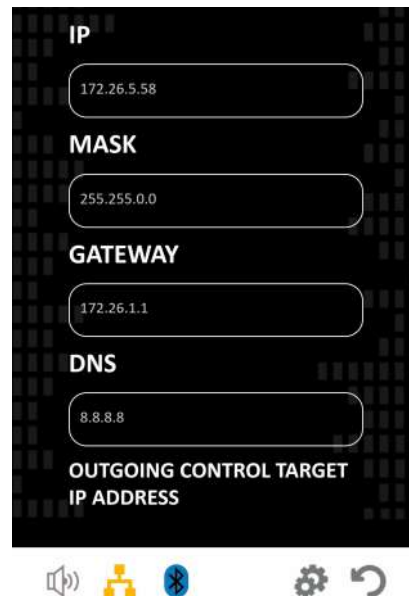 IP
172.26.5.58
MASK
255.255.0.0
GATEWAY
172.26.1.1
DNS
8.8.8.8
OUTGOING CONTROL TARGET
IP ADDRESS